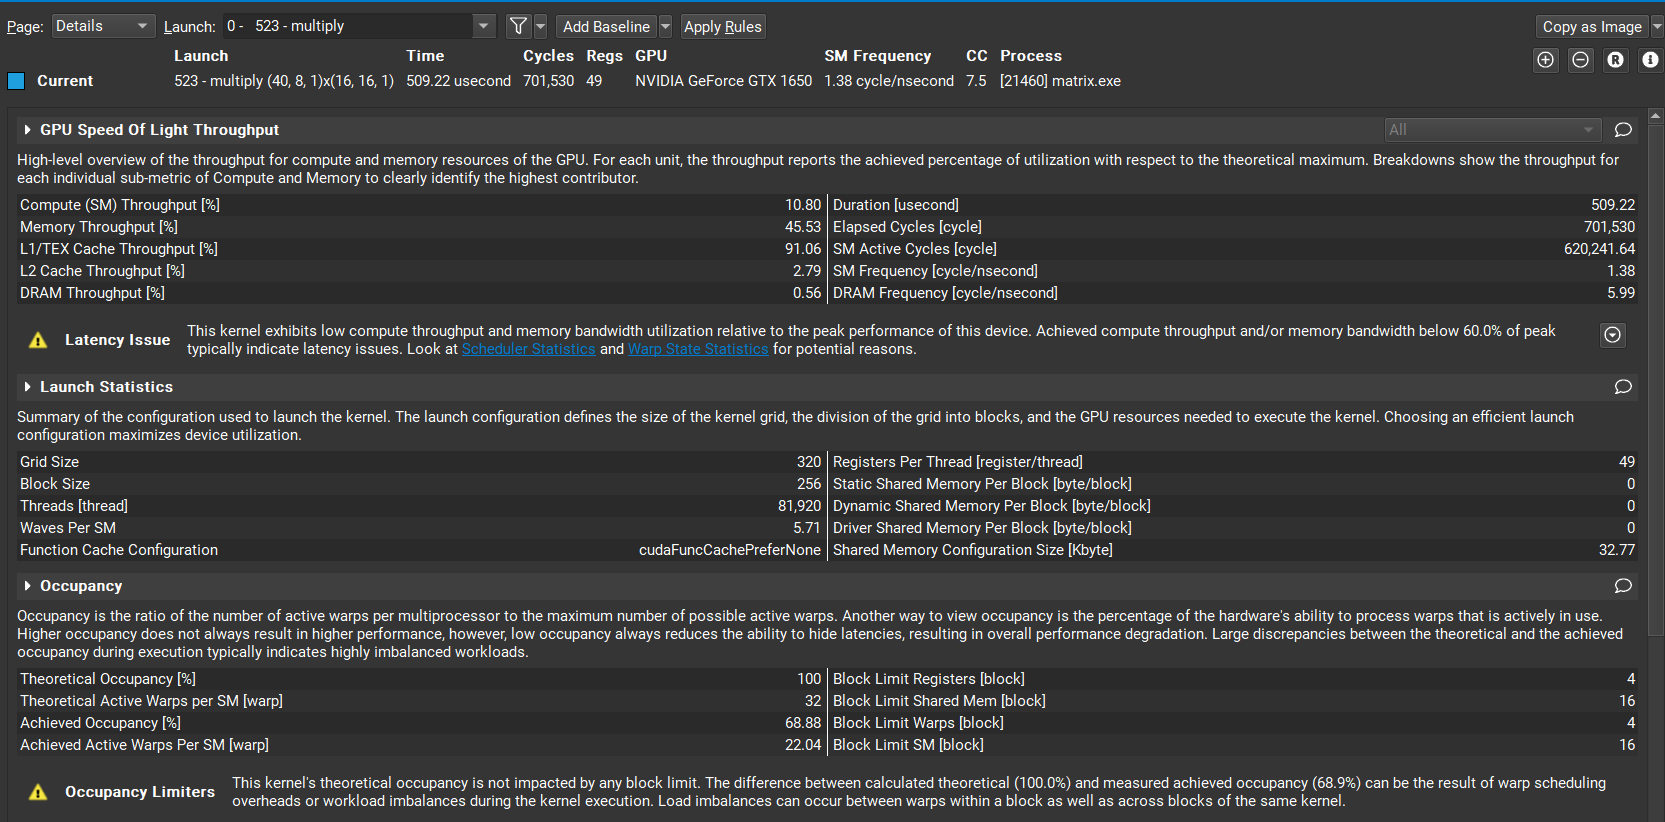 Page: Details Launch: 0 - 523 - multiply Add Baseline Apply Rules Copy as Image
Launch Time Cycles Regs GPU SM Frequency CC Process
Current 523 - multiply (40, 8, 1)x(16, 16, 1) 509.22 usecond 701,530 49 NVIDIA GeForce GTX 1650 1.38 cycle/nsecond 7.5 [21460] matrix.exe
GPU Speed Of Light Throughput All
High-level overview of the throughput for compute and memory resources of the GPU. For each unit, the throughput reports the achieved percentage of utilization with respect to the theoretical maximum. Breakdowns show the throughput for
each individual sub-metric of Compute and Memory to clearly identify the highest contributor.
Compute (SM) Throughput [%] 10.80 Duration [usecond] 509.22
Memory Throughput [%] 45.53 Elapsed Cycles [cycle] 701,530
L1/TEX Cache Throughput [%] 91.06 SM Active Cycles [cycle] 620,241.64
L2 Cache Throughput [%] 2.79 SM Frequency [cycle/nsecond] 1.38
DRAM Throughput [%] 0.56 DRAM Frequency [cycle/nsecond] 5.99
Latency Issue This kernel exhibits low compute throughput and memory bandwidth utilization relative to the peak performance of this device. Achieved compute throughput and/or memory bandwidth below 60.0% of peak
typically indicate latency issues. Look at Scheduler Statistics and Warp State Statistics for potential reasons.
Launch Statistics
Summary of the configuration used to launch the kernel. The launch configuration defines the size of the kernel grid, the division of the grid into blocks, and the GPU resources needed to execute the kernel. Choosing an efficient launch
configuration maximizes device utilization.
Grid Size 320 Registers Per Thread [register/thread] 49
Block Size 256 Static Shared Memory Per Block [byte/block] 0
Threads [thread] 81,920 Dynamic Shared Memory Per Block [byte/block] 0
Waves Per SM 5.71 Driver Shared Memory Per Block [byte/block] 0
Function Cache Configuration cudaFuncCachePreferNone Shared Memory Configuration Size [Kbyte] 32.77
Occupancy
Occupancy is the ratio of the number of active warps per multiprocessor to the maximum number of possible active warps. Another way to view occupancy is the percentage of the hardware's ability to process warps that is actively in use.
Higher occupancy does not always result in higher performance, however, low occupancy always reduces the ability to hide latencies, resulting in overall performance degradation. Large discrepancies between the theoretical and the achieved
occupancy during execution typically indicates highly imbalanced workloads.
Theoretical Occupancy [%] 100 Block Limit Registers [block] 4
Theoretical Active Warps per SM [warp] 32 Block Limit Shared Mem [block] 16
Achieved Occupancy [%] 68.88 Block Limit Warps [block] 4
Achieved Active Warps Per SM [warp] 22.04 Block Limit SM [block] 16
Occupancy Limiters This kernel's theoretical occupancy is not impacted by any block limit. The difference between calculated theoretical (100.0%) and measured achieved occupancy (68.9%) can be the result of warp scheduling
overheads or workload imbalances during the kernel execution. Load imbalances can occur between warps within a block as well as across blocks of the same kernel.